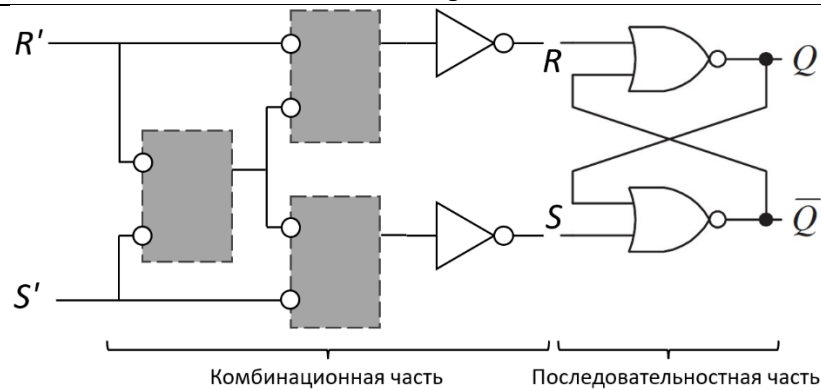 R'
R
Q
S'
S
Q̅
Комбинационная часть
Последовательностная часть